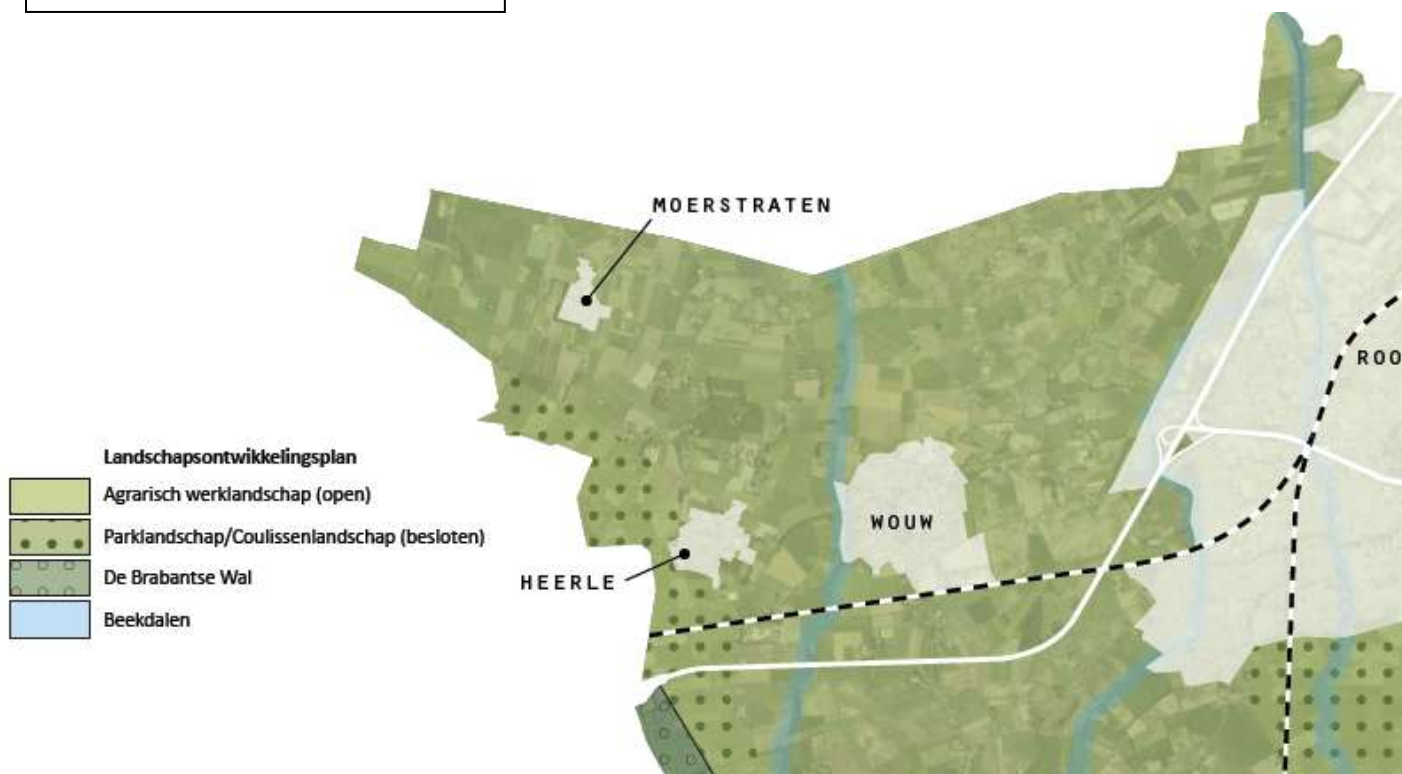 MOERSTRATEN
ROO
Landschapsontwikkelingsplan
Agrarisch werklandschap (open)
Parklandschap/Coulissenlandschap (besloten)
WOUW
De Brabantse Wal
HEERLE
Beekdalen